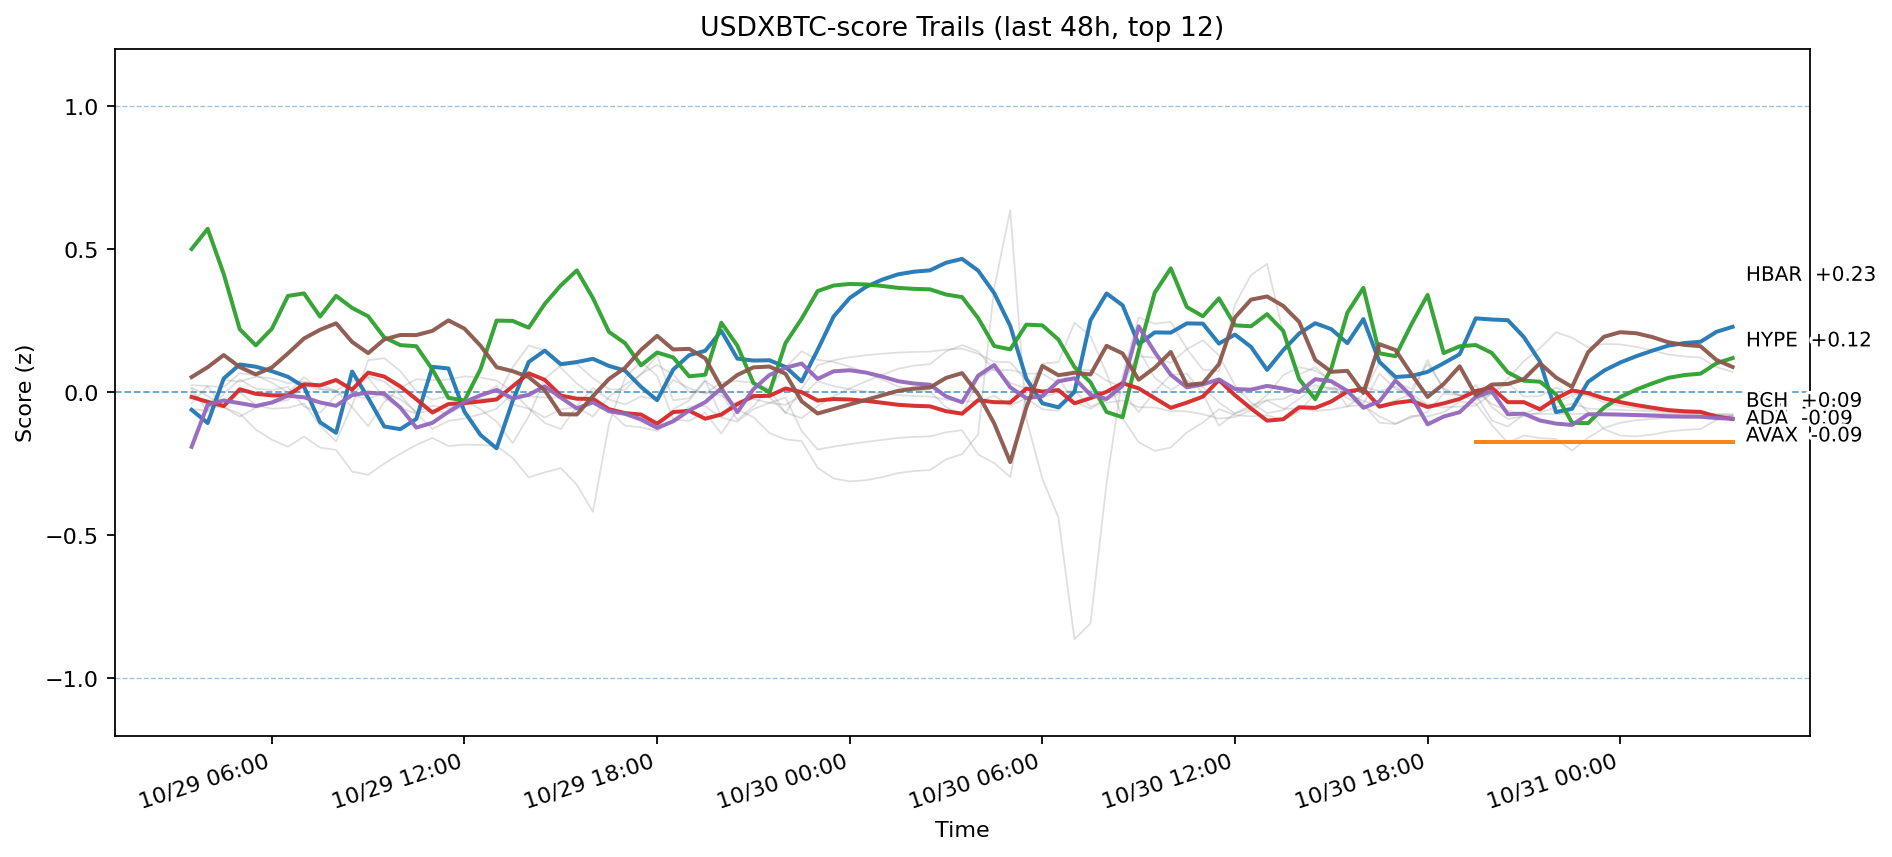 USDXBTC-score Trails (last 48h, top 12)
Score (z)
1.0
0.5
0.0
−0.5
−1.0
HBAR +0.23
HYPE +0.12
BCH +0.09
ADA -0.09
AVAX -0.09
10/29 06:00
10/29 12:00
10/29 18:00
10/30 00:00
10/30 06:00
10/30 12:00
10/30 18:00
10/31 00:00
Time